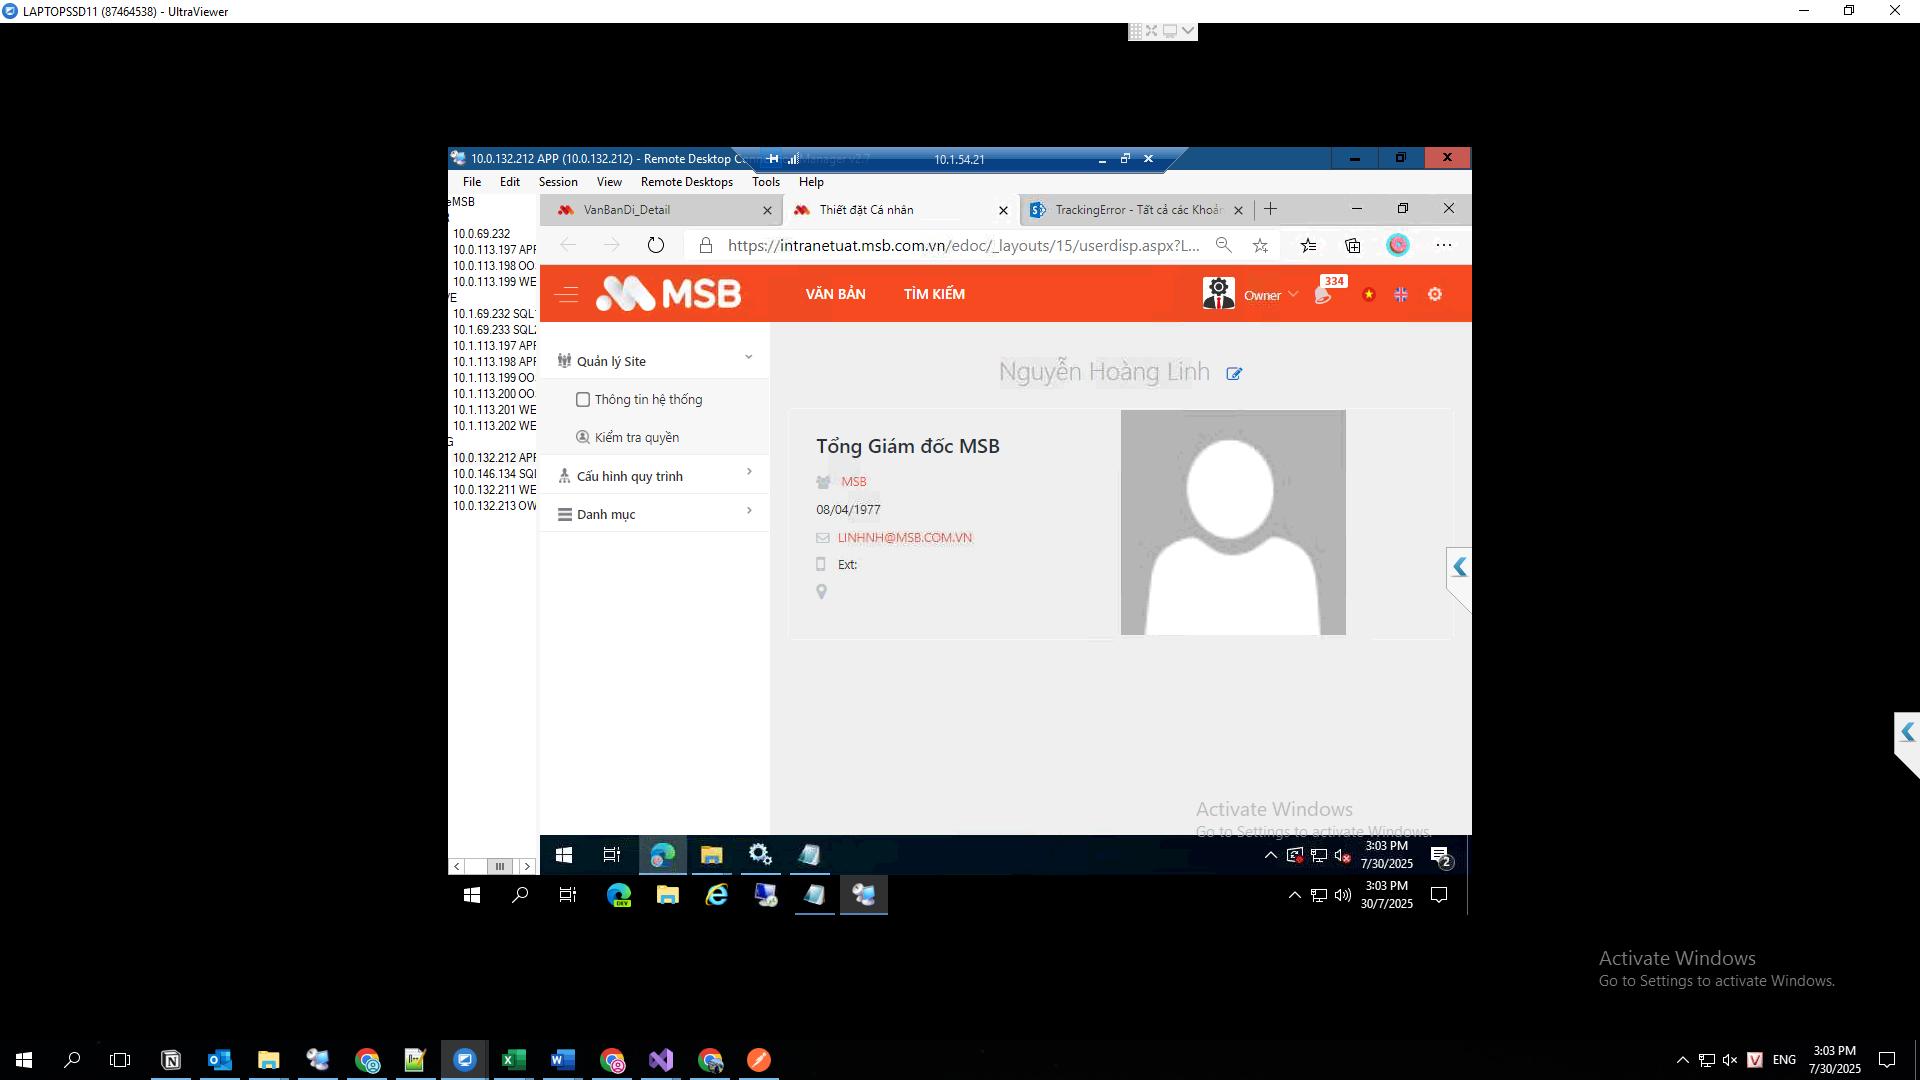 LAPTOPSSD11 (87464538) - UltraViewer
10.0.132.212 APP (10.0.132.212) - Remote Desktop Connection Manager v2.7
10.1.54.21
File Edit Session View Remote Desktops Tools Help
eMSB
10.0.69.232
10.0.113.197 APP
10.0.113.198 OO
10.0.113.199 WE
VE
10.1.69.232 SQL1
10.1.69.233 SQL2
10.1.113.197 APP
10.1.113.198 APP
10.1.113.199 OO
10.1.113.200 OO
10.1.113.201 WE
10.1.113.202 WE
G
10.0.132.212 APP
10.0.146.134 SQL
10.0.132.211 WE
10.0.132.213 OW
VanBanDi_Detail
Thiết đặt Cá nhân
TrackingError - Tất cả các Khoản
https://intranetuat.msb.com.vn/edoc/_layouts/15/userdisp.aspx?L...
MSB
VĂN BẢN
TÌM KIẾM
Owner
334
Quản lý Site
Thông tin hệ thống
Kiểm tra quyền
Cấu hình quy trình
Danh mục
Nguyễn Hoàng Linh
Tổng Giám đốc MSB
MSB
08/04/1977
LINHNH@MSB.COM.VN
Ext:
Activate Windows
Go to Settings to activate Windows.
3:03 PM
7/30/2025
2
DEV
3:03 PM
30/7/2025
Activate Windows
Go to Settings to activate Windows.
ENG
3:03 PM
7/30/2025